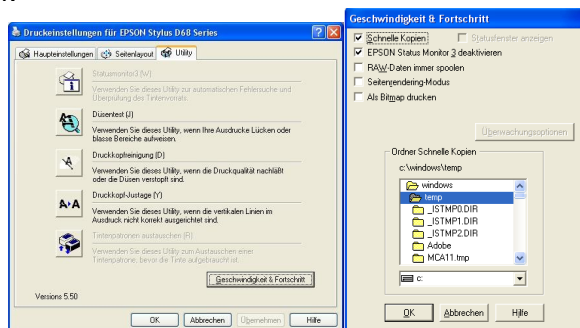 Druckeinstellungen für EPSON Stylus D68 Series
Haupteinstellungen
Seitenlayout
Utility
Statusmonitor3 (W)
Verwenden Sie dieses Utility zur automatischen Fehlersuche und
Überprüfung des Tintenvorrats.
Düsentest (J)
Verwenden Sie dieses Utility, wenn Ihre Ausdrucke Lücken oder
blasse Bereiche aufweisen.
Druckkopfreinigung (D)
Verwenden Sie dieses Utility, wenn die Druckqualität nachläßt
oder die Düsen verstopft sind.
Druckkopf-Justage (Y)
Verwenden Sie dieses Utility, wenn die vertikalen Linien im
Ausdruck nicht korrekt ausgerichtet sind.
Tintenpatronen austauschen (R)
Verwenden Sie dieses Utility zum Austauschen einer
Tintenpatrone, bevor die Tinte aufgebraucht ist.
Geschwindigkeit & Fortschritt
Versions 5.50
OK
Abbrechen
Übernehmen
Hilfe
Geschwindigkeit & Fortschritt
Schnelle Kopien
Statusfenster anzeigen
EPSON Status Monitor 3 deaktivieren
RAW-Daten immer spoolen
Seitenrendering-Modus
Als Bitmap drucken
Überwachungsoptionen
Ordner Schnelle Kopien
c:\windows\temp
windows
temp
_ISTMP0.DIR
_ISTMP1.DIR
_ISTMP2.DIR
Adobe
MCA11.tmp
c:
OK
Abbrechen
Hilfe